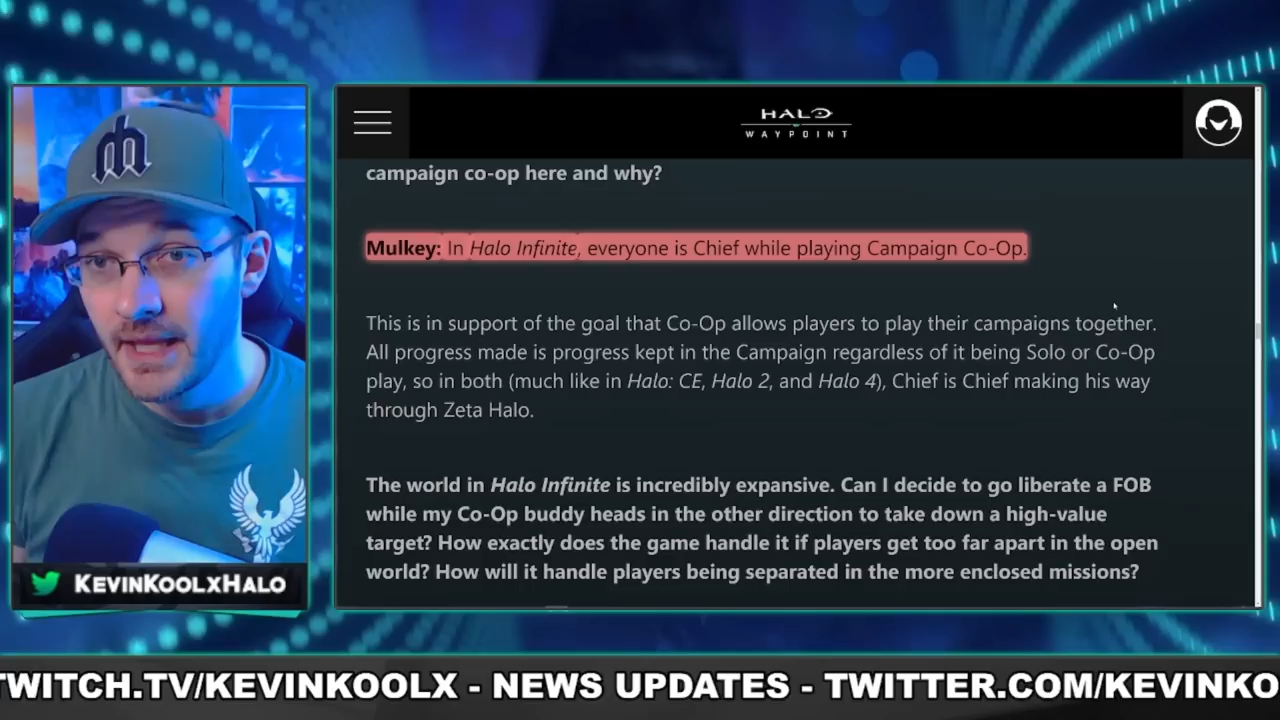 HALO
WAYPOINT
campaign co-op here and why?
Mulkey: In Halo Infinite, everyone is Chief while playing Campaign Co-Op.
This is in support of the goal that Co-Op allows players to play their campaigns together.
All progress made is progress kept in the Campaign regardless of it being Solo or Co-Op
play, so in both (much like in Halo: CE, Halo 2, and Halo 4), Chief is Chief making his way
through Zeta Halo.
The world in Halo Infinite is incredibly expansive. Can I decide to go liberate a FOB
while my Co-Op buddy heads in the other direction to take down a high-value
target? How exactly does the game handle it if players get too far apart in the open
world? How will it handle players being separated in the more enclosed missions?
KEVINKOOLXHALO
TWITCH.TV/KEVINKOOLX - NEWS UPDATES - TWITTER.COM/KEVINKO